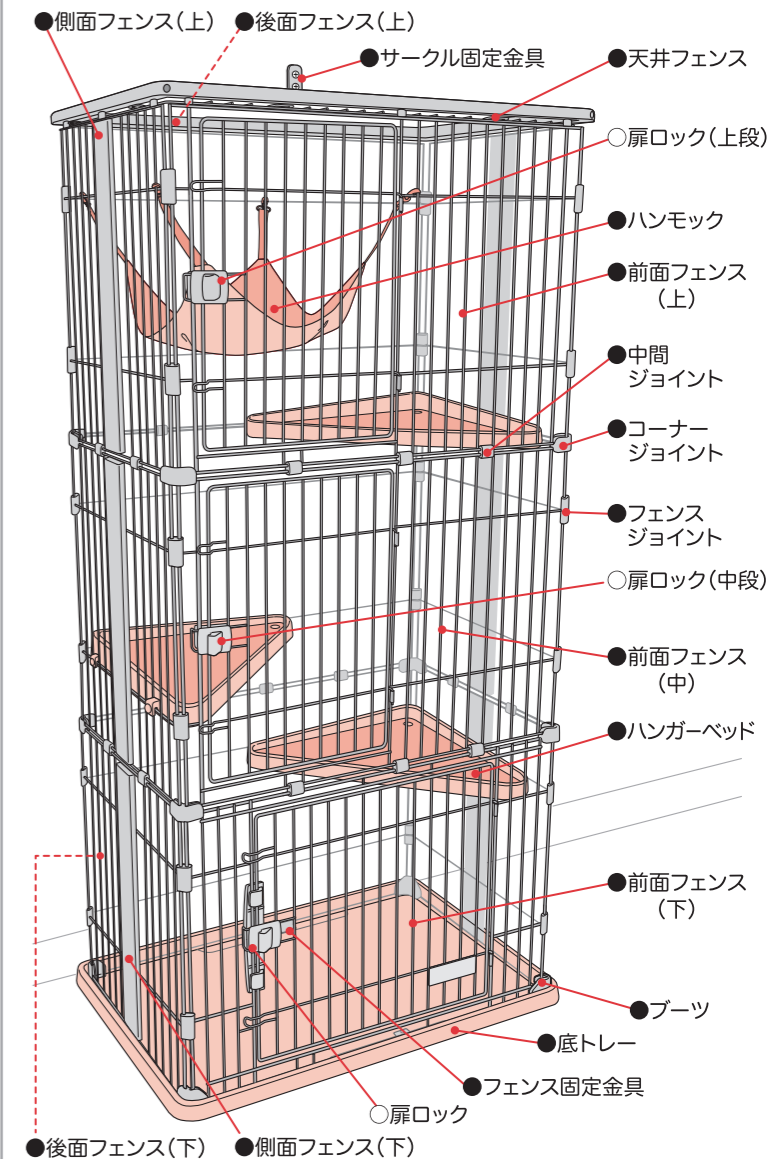 ●側面フェンス(上) ●後面フェンス(上)
●サークル固定金具
●天井フェンス
○扉ロック(上段)
●ハンモック
●前面フェンス
(上)
●中間
ジョイント
●コーナー
ジョイント
●フェンス
ジョイント
○扉ロック(中段)
●前面フェンス
(中)
●ハンガーベッド
●前面フェンス
(下)
●ブーツ
●底トレー
●フェンス固定金具
○扉ロック
●後面フェンス(下) ●側面フェンス(下)